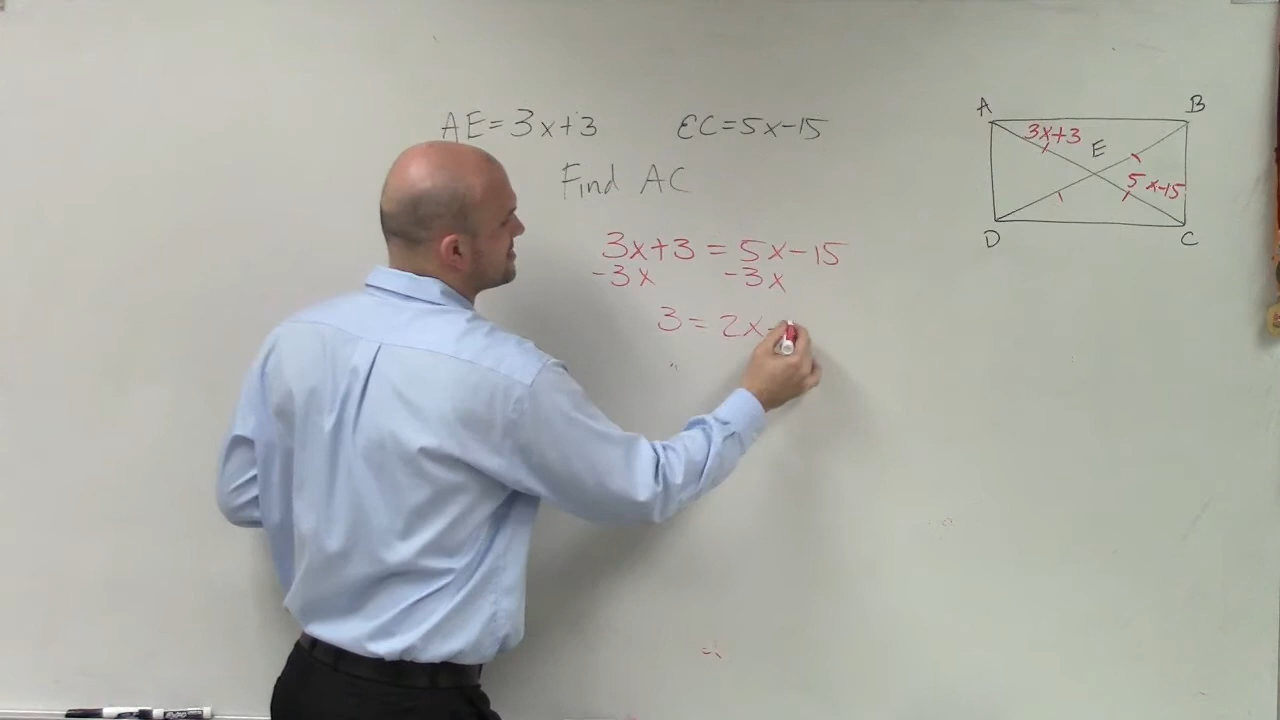 AE=3x+3 EC=5x-15
Find AC
3x+3 = 5x-15
-3x -3x
3 = 2x-
A B
3x+3 E
5x-15
D C
EXPO